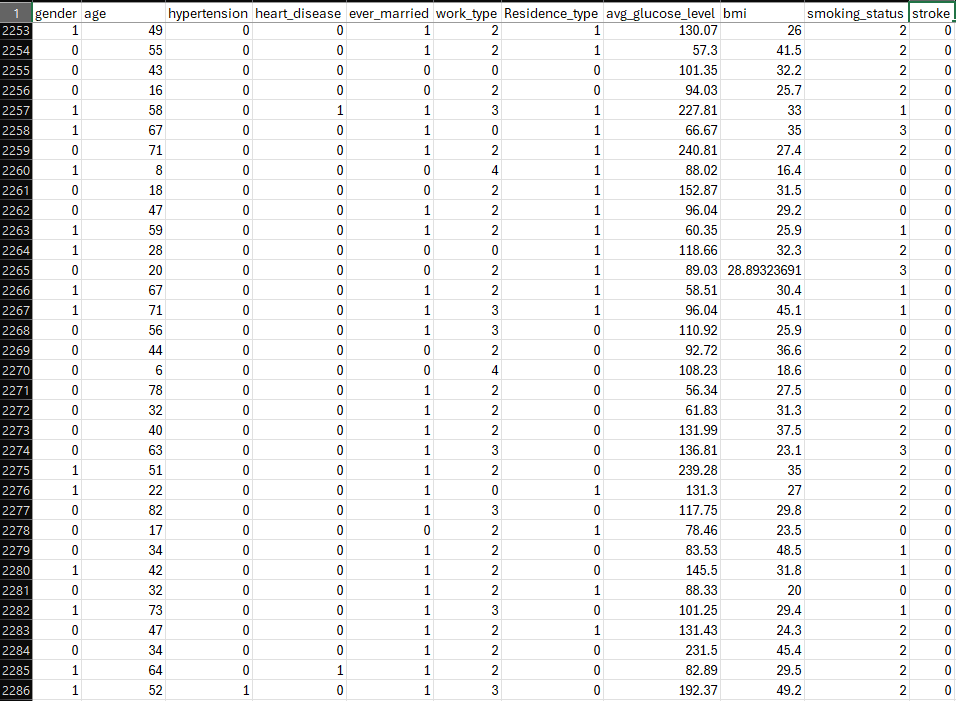 1 gender age hypertension heart_disease ever_married work_type Residence_type avg_glucose_level bmi smoking_status stroke
2253 1 49 0 0 1 2 1 130.07 26 2 0
2254 0 55 0 0 1 2 1 57.3 41.5 2 0
2255 0 43 0 0 0 0 0 101.35 32.2 2 0
2256 0 16 0 0 0 2 0 94.03 25.7 2 0
2257 1 58 0 1 1 3 1 227.81 33 1 0
2258 1 67 0 0 1 0 1 66.67 35 3 0
2259 0 71 0 0 1 2 1 240.81 27.4 2 0
2260 1 8 0 0 0 4 1 88.02 16.4 0 0
2261 0 18 0 0 0 2 1 152.87 31.5 0 0
2262 0 47 0 0 1 2 1 96.04 29.2 0 0
2263 1 59 0 0 1 2 1 60.35 25.9 1 0
2264 1 28 0 0 0 0 1 118.66 32.3 2 0
2265 0 20 0 0 0 2 1 89.03 28.89323691 3 0
2266 1 67 0 0 1 2 1 58.51 30.4 1 0
2267 1 71 0 0 1 3 1 96.04 45.1 1 0
2268 0 56 0 0 1 3 0 110.92 25.9 0 0
2269 0 44 0 0 0 2 0 92.72 36.6 2 0
2270 0 6 0 0 0 4 0 108.23 18.6 0 0
2271 0 78 0 0 1 2 0 56.34 27.5 0 0
2272 0 32 0 0 1 2 0 61.83 31.3 2 0
2273 0 40 0 0 1 2 0 131.99 37.5 2 0
2274 0 63 0 0 1 3 0 136.81 23.1 3 0
2275 1 51 0 0 1 2 0 239.28 35 2 0
2276 1 22 0 0 1 0 1 131.3 27 2 0
2277 0 82 0 0 1 3 0 117.75 29.8 2 0
2278 0 17 0 0 0 2 1 78.46 23.5 0 0
2279 0 34 0 0 1 2 0 83.53 48.5 1 0
2280 1 42 0 0 1 2 0 145.5 31.8 1 0
2281 0 32 0 0 1 2 1 88.33 20 0 0
2282 1 73 0 0 1 3 0 101.25 29.4 1 0
2283 0 47 0 0 1 2 1 131.43 24.3 2 0
2284 0 34 0 0 1 2 0 231.5 45.4 2 0
2285 1 64 0 1 1 2 0 82.89 29.5 2 0
2286 1 52 1 0 1 3 0 192.37 49.2 2 0